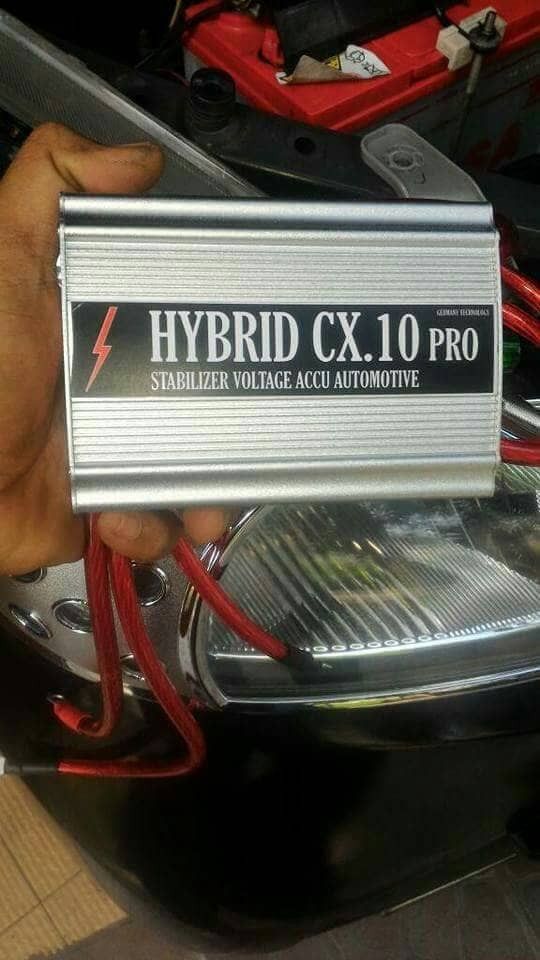 GERMANY TECHNOLOGY
HYBRID CX.10 PRO
STABILIZER VOLTAGE ACCU AUTOMOTIVE